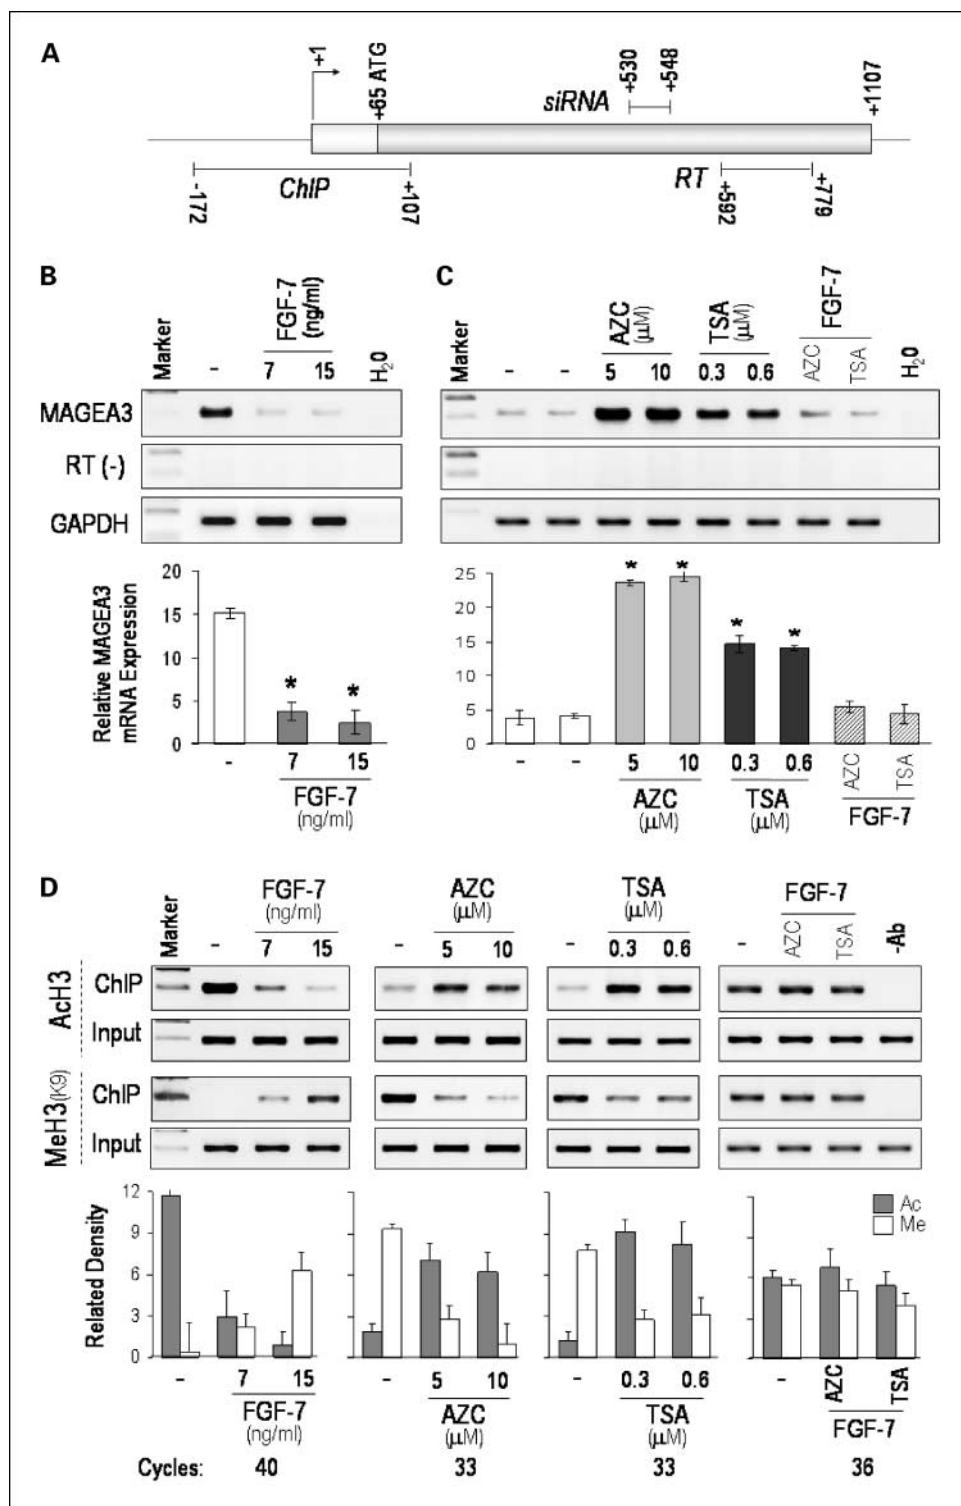 A
+1
+65 ATG
siRNA
+530
+548
+1107
-172
ChIP
+107
RT
+592
+779
B
FGF-7
(ng/ml)
Marker
-
7
15
H20
MAGEA3
RT (-)
GAPDH
Relative MAGEA3
mRNA Expression
20
15
10
5
0
*
*
-
7
15
FGF-7
(ng/ml)
C
Marker
-
-
AZC
(μM)
5
10
TSA
(μM)
0.3
0.6
FGF-7
AZC
TSA
H20
25
20
15
10
5
0
*
*
*
*
-
-
5
10
AZC
(μM)
0.3
0.6
TSA
(μM)
AZC
TSA
FGF-7
D
Marker
-
FGF-7
(ng/ml)
7
15
-
AZC
(μM)
5
10
-
TSA
(μM)
0.3
0.6
-
FGF-7
AZC
TSA
-Ab
AcH3
ChIP
Input
MeH3(K9)
ChIP
Input
Related Density
12
9
6
3
0
Ac
Me
-
7
15
FGF-7
(ng/ml)
-
5
10
AZC
(μM)
-
0.3
0.6
TSA
(μM)
-
AZC
TSA
FGF-7
Cycles:
40
33
33
36